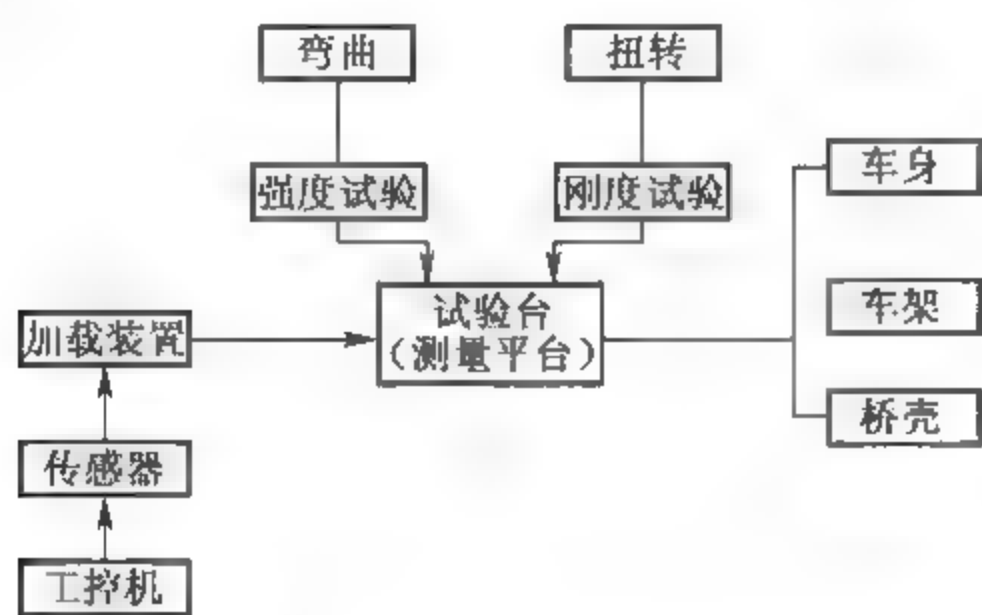 弯曲
扭转
强度试验
刚度试验
车身
试验台
（测量平台）
车架
加载装置
桥壳
传感器
工控机